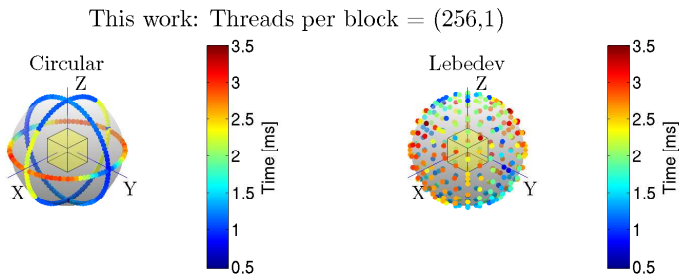 This work: Threads per block = (256,1)
Circular
Z
X
Y
3.5
3
2.5
2
1.5
1
0.5
Time [ms]
Lebedev
Z
X
Y
3.5
3
2.5
2
1.5
1
0.5
Time [ms]